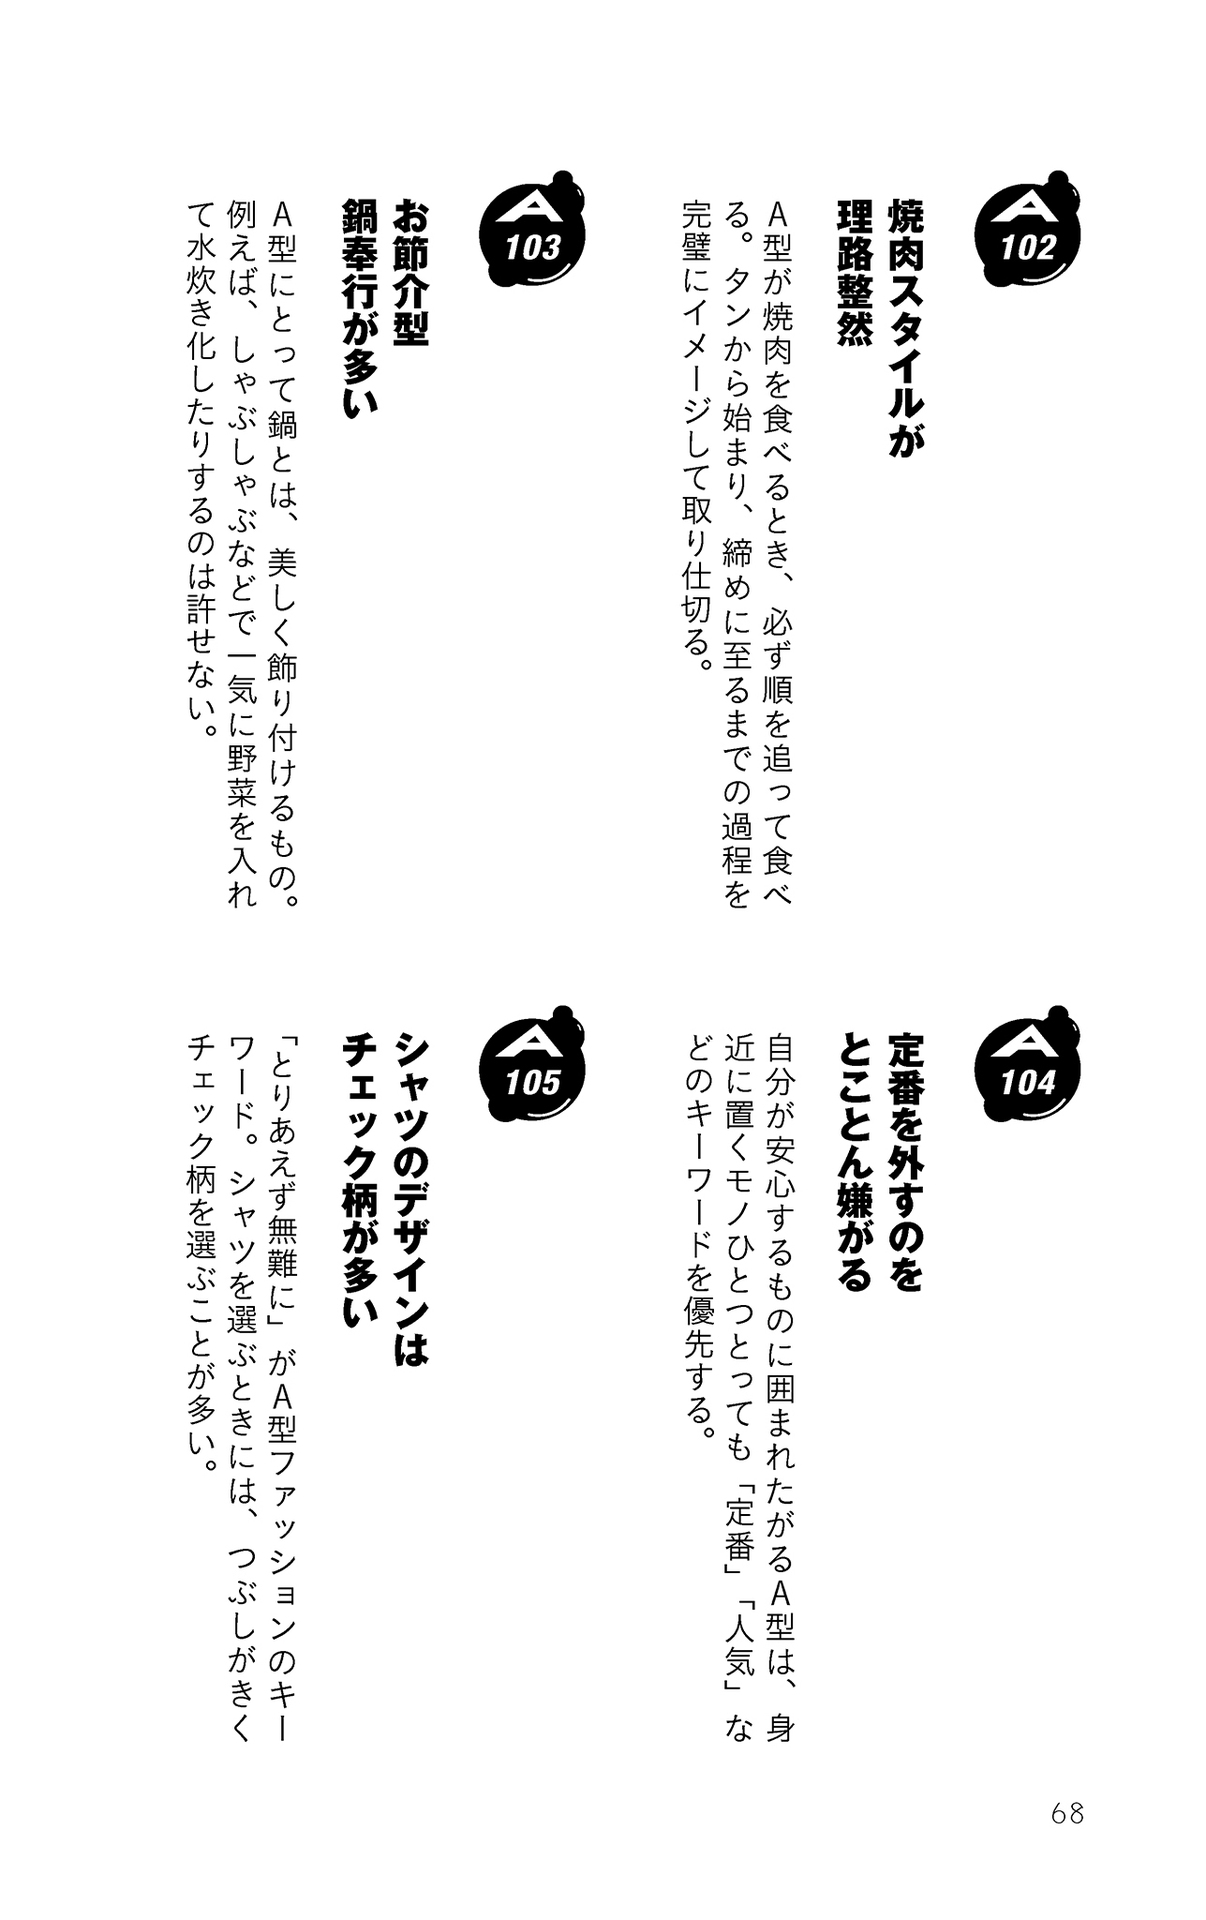 A
102
焼肉スタイルが
理路整然
A型が焼肉を食べるとき、必ず順を追って食べ
る。タンから始まり、締めに至るまでの過程を
完璧にイメージして取り仕切る。
A
103
お節介型
鍋奉行が多い
A型にとって鍋とは、美しく飾り付けるもの。
例えば、しゃぶしゃぶなどで一気に野菜を入れ
て水炊き化したりするのは許せない。
A
104
定番を外すのを
とことん嫌がる
自分が安心するものに囲まれたがるA型は、身
近に置くモノひとつとっても「定番」「人気」な
どのキーワードを優先する。
A
105
シャツのデザインは
チェック柄が多い
「とりあえず無難に」がA型ファッションのキー
ワード。シャツを選ぶときには、つぶしがきく
チェック柄を選ぶことが多い。
68